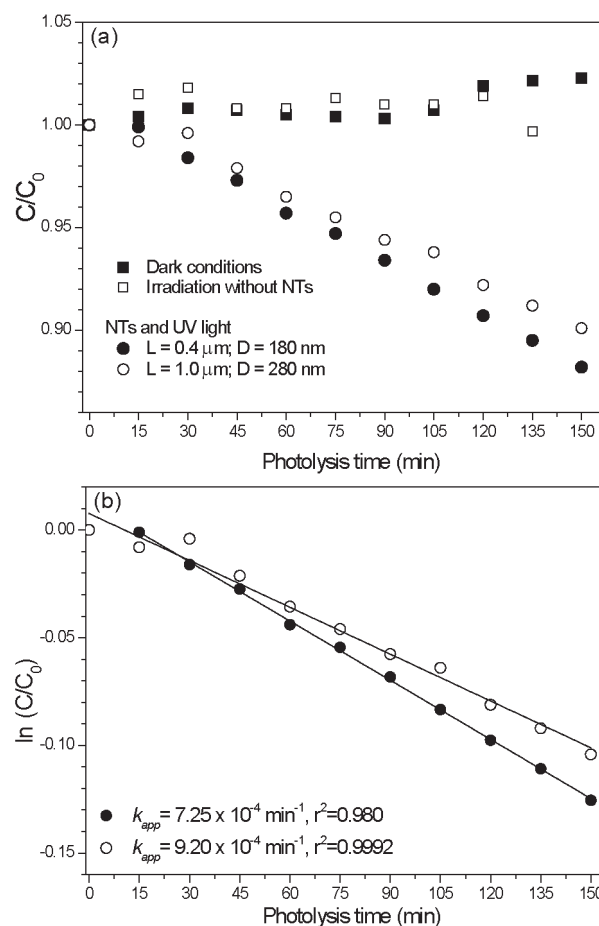 (a)
1.05
1.00
0.95
0.90
C/C₀
■ Dark conditions
□ Irradiation without NTs
NTs and UV light
● L = 0.4 μm; D = 180 nm
○ L = 1.0 μm; D = 280 nm
0 15 30 45 60 75 90 105 120 135 150
Photolysis time (min)
(b)
0.00
-0.05
-0.10
-0.15
ln (C/C₀)
● k_app = 7.25 x 10⁻⁴ min⁻¹, r²=0.980
○ k_app = 9.20 x 10⁻⁴ min⁻¹, r²=0.9992
0 15 30 45 60 75 90 105 120 135 150
Photolysis time (min)